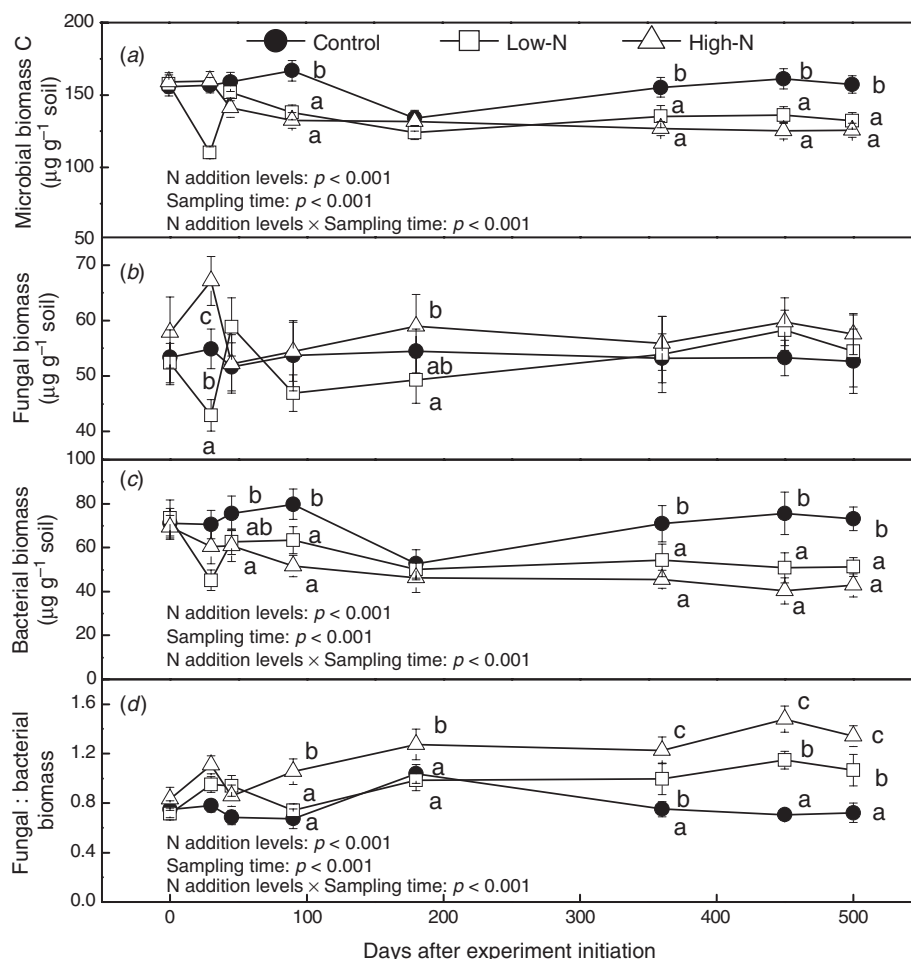 Control Low-N High-N
Microbial biomass C
(µg g⁻¹ soil)
200
150
100
50
(a)
b
a
a
b
a
a
b
a
a
b
a
a
N addition levels: p < 0.001
Sampling time: p < 0.001
N addition levels × Sampling time: p < 0.001
Fungal biomass
(µg g⁻¹ soil)
70
60
50
40
(b)
c
b
a
b
ab
a
Bacterial biomass
(µg g⁻¹ soil)
100
80
60
40
20
0
(c)
b
ab
a
b
a
a
b
a
a
b
a
a
b
a
a
N addition levels: p < 0.001
Sampling time: p < 0.001
N addition levels × Sampling time: p < 0.001
Fungal : bacterial
biomass
1.6
1.2
0.8
0.4
0.0
(d)
b
a
a
b
a
a
c
b
a
c
b
a
c
b
a
N addition levels: p < 0.001
Sampling time: p < 0.001
N addition levels × Sampling time: p < 0.001
0 100 200 300 400 500
Days after experiment initiation